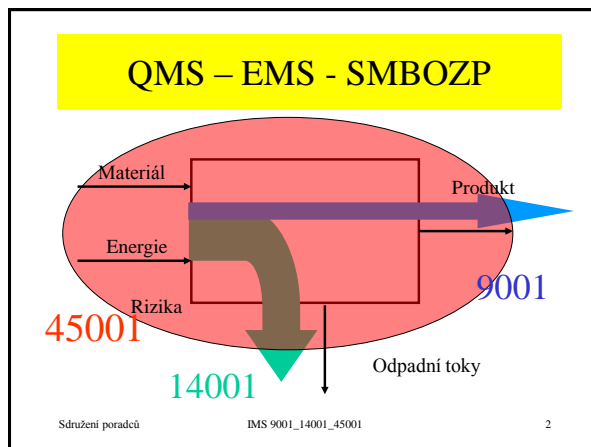 QMS – EMS - SMBOZP
Materiál
Produkt
Energie
9001
Rizika
45001
14001
Odpadní toky
Sdružení poradců
IMS 9001_14001_45001
2